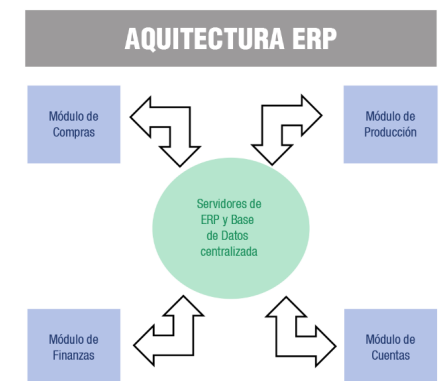 AQUITECTURA ERP
Módulo de
Compras
Módulo de
Producción
Servidores de
ERP y Base
de Datos
centralizada
Módulo de
Finanzas
Módulo de
Cuentas